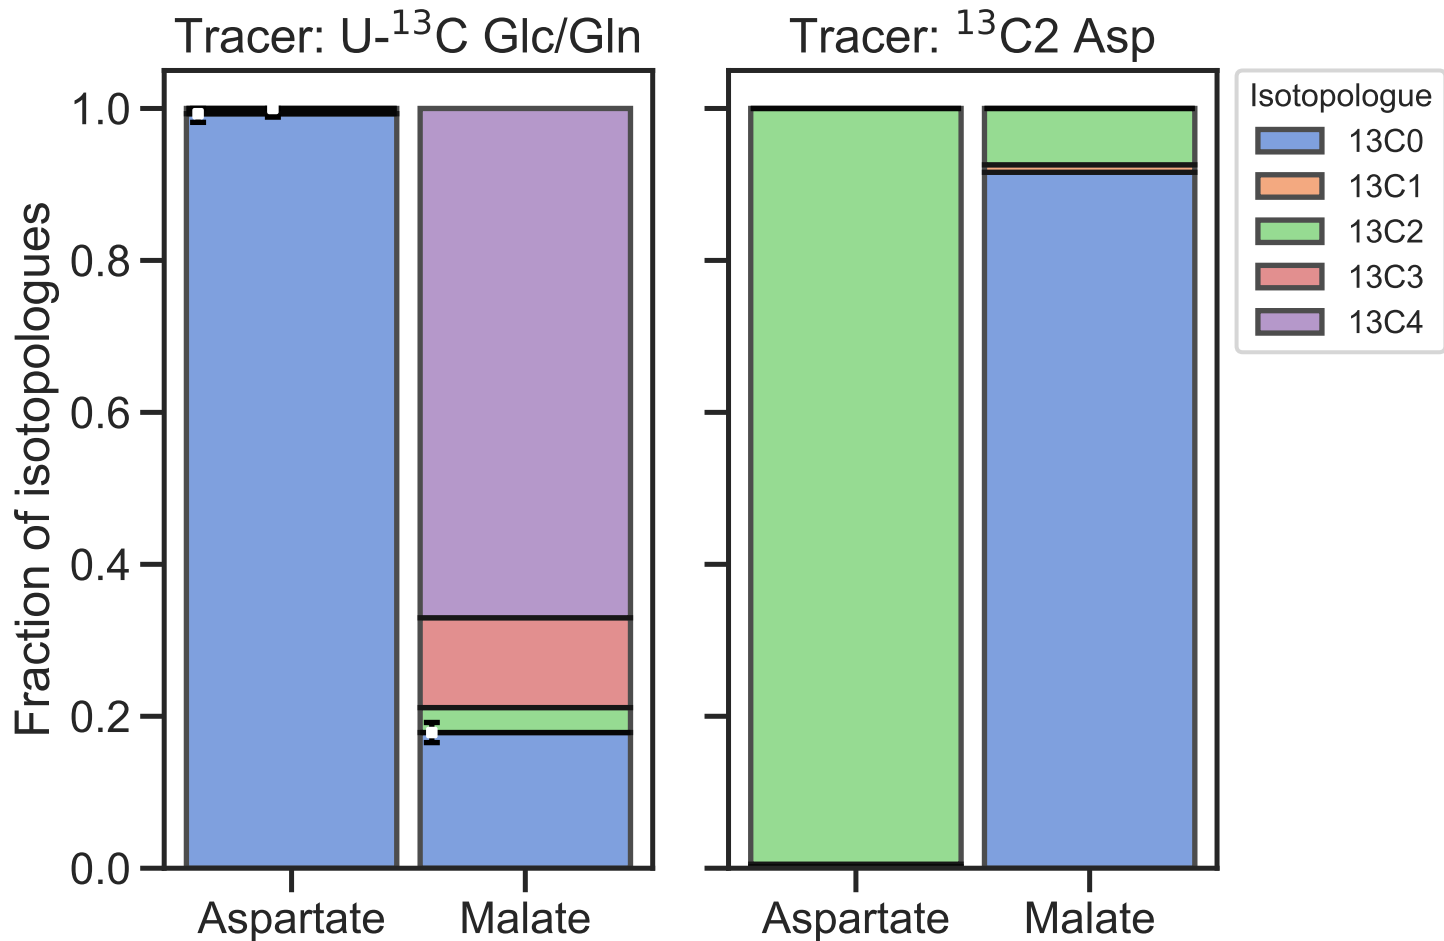 Tracer: U-¹³C Glc/Gln
Tracer: ¹³C2 Asp
Fraction of isotopologues
1.0
0.8
0.6
0.4
0.2
0.0
Aspartate
Malate
Aspartate
Malate
Isotopologue
13C0
13C1
13C2
13C3
13C4